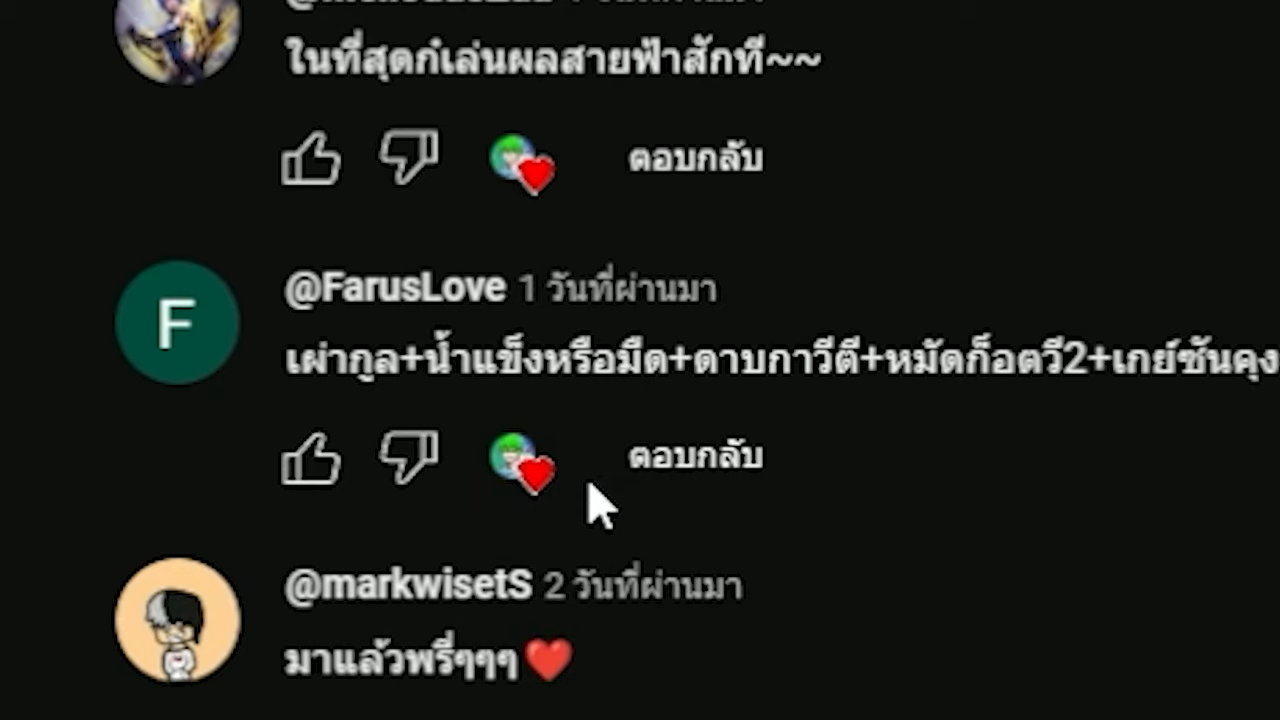 ในที่สุดก๋เล่นผลสายฟ้าสักที~~
ตอบกลับ
F
@FarusLove 1 วันที่ผ่านมา
เผ่ากูล+น้ำแข็งหรือมืด+ดาบกาวีตี+หมัดก็อตวี2+เกย์ซันคุง
ตอบกลับ
@markwisetS 2 วันที่ผ่านมา
มาแล้วพรี่ๆๆๆ❤️